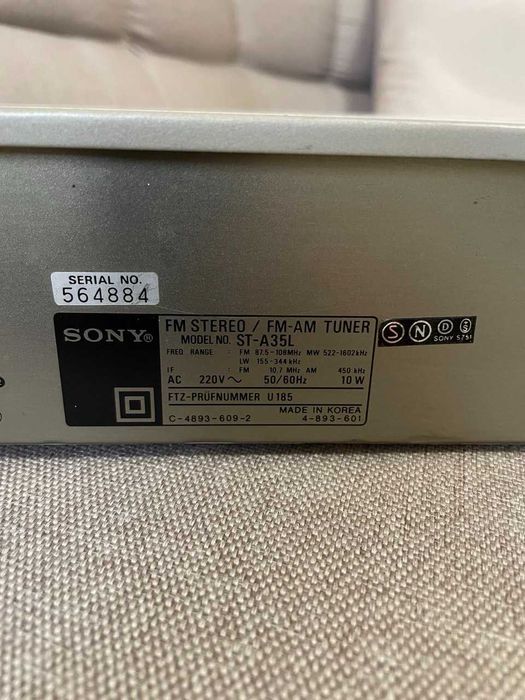 SERIAL NO.
564884
SONY®
FM STEREO / FM-AM TUNER
MODEL NO. ST-A35L
FREQ RANGE : FM 87.5-108MHz MW 522-1602kHz
LW 155-344 kHz
IF : FM 10.7 MHz AM 450 kHz
AC 220V~ 50/60Hz 10W
FTZ-PRÜFNUMMER U185
MADE IN KOREA
C-4893-609-2 4-893-601
S N D
SONY 5751